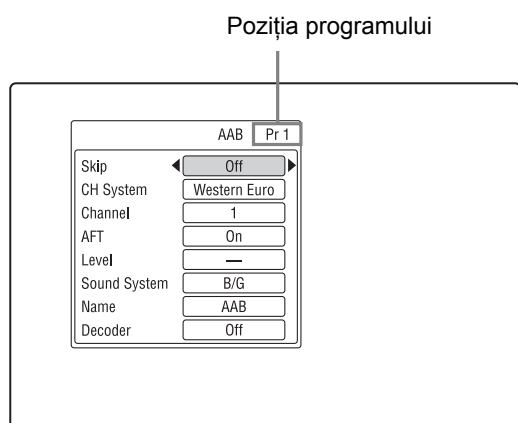 Poziția programului
AAB Pr 1
Skip Off
CH System Western Euro
Channel 1
AFT On
Level —
Sound System B/G
Name AAB
Decoder Off